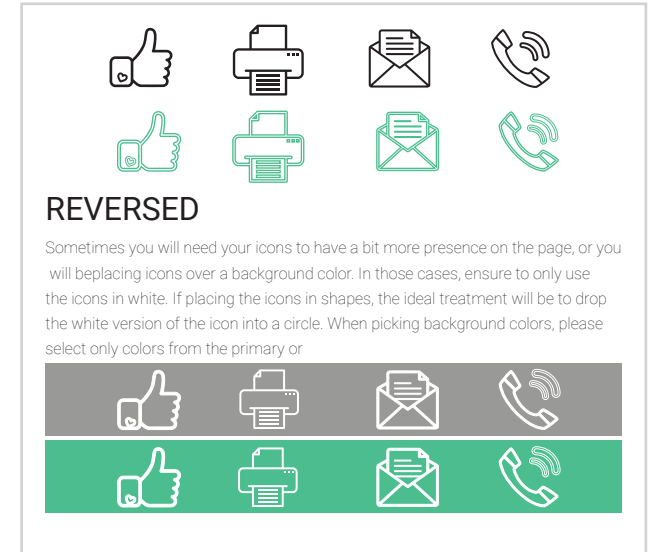 REVERSED
Sometimes you will need your icons to have a bit more presence on the page, or you
will beplacing icons over a background color. In those cases, ensure to only use
the icons in white. If placing the icons in shapes, the ideal treatment will be to drop
the white version of the icon into a circle. When picking background colors, please
select only colors from the primary or